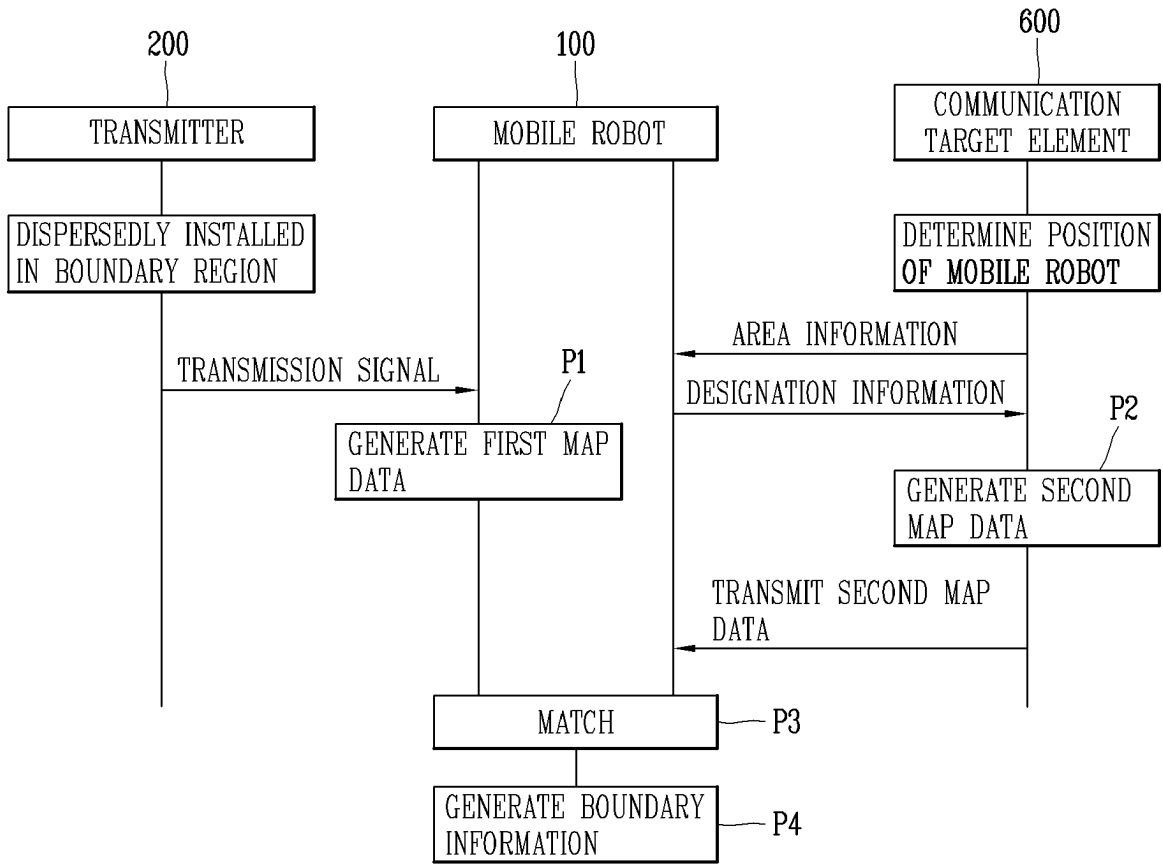 200
100
600
TRANSMITTER
MOBILE ROBOT
COMMUNICATION
TARGET ELEMENT
DISPERSEDLY INSTALLED
IN BOUNDARY REGION
DETERMINE POSITION
OF MOBILE ROBOT
AREA INFORMATION
TRANSMISSION SIGNAL
P1
DESIGNATION INFORMATION
P2
GENERATE FIRST MAP
DATA
GENERATE SECOND
MAP DATA
TRANSMIT SECOND MAP
DATA
MATCH
P3
GENERATE BOUNDARY
INFORMATION
P4